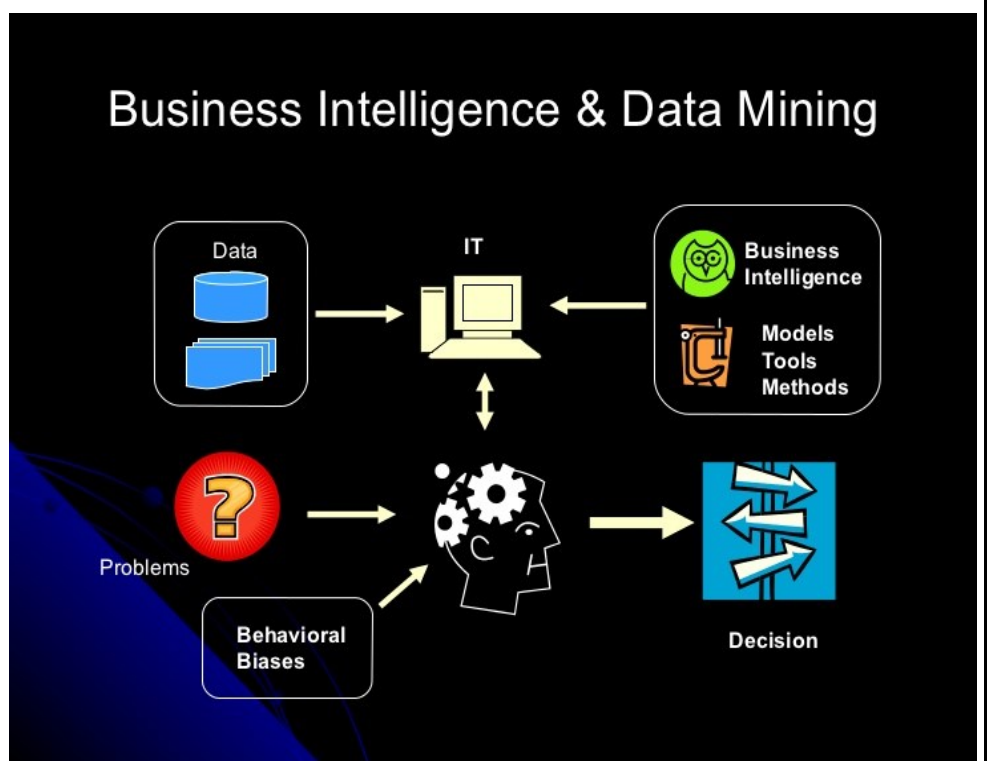 Business Intelligence & Data Mining
Data
IT
Business
Intelligence
Models
Tools
Methods
Problems
Behavioral
Biases
Decision